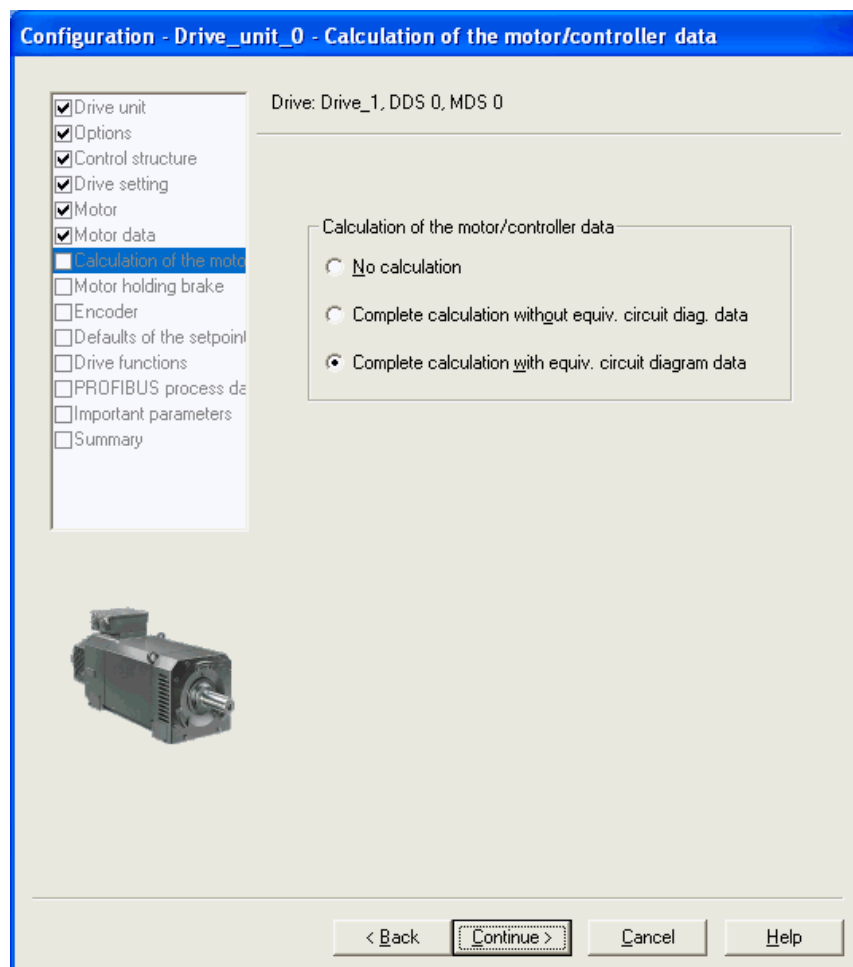 Configuration - Drive_unit_0 - Calculation of the motor/controller data
Drive unit
Options
Control structure
Drive setting
Motor
Motor data
Calculation of the moto
Motor holding brake
Encoder
Defaults of the setpoint
Drive functions
PROFIBUS process da
Important parameters
Summary
Drive: Drive_1, DDS 0, MDS 0
Calculation of the motor/controller data
No calculation
Complete calculation without equiv. circuit diag. data
Complete calculation with equiv. circuit diagram data
< Back Continue > Cancel Help